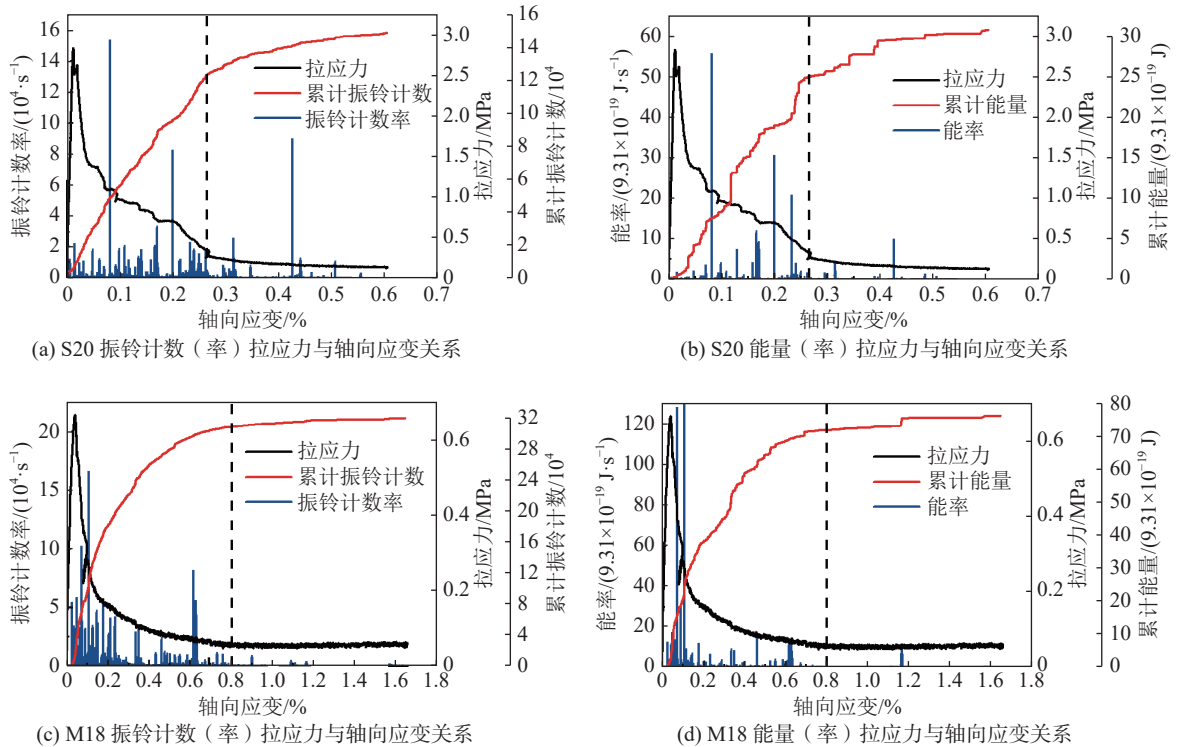 振铃计数率/(10⁴·s⁻¹)
16
14
12
10
8
6
4
2
0
0 0.1 0.2 0.3 0.4 0.5 0.6 0.7
轴向应变/%
拉应力
累计振铃计数
振铃计数率
3.0
2.5
2.0
1.5
1.0
0.5
0
拉应力/MPa
16
14
12
10
8
6
4
2
0
累计振铃计数/10⁴
(a) S20 振铃计数（率）拉应力与轴向应变关系
能率/(9.31×10⁻¹⁹ J·s⁻¹)
60
50
40
30
20
10
0
0 0.1 0.2 0.3 0.4 0.5 0.6 0.7
轴向应变/%
拉应力
累计能量
能率
3.0
2.5
2.0
1.5
1.0
0.5
0
拉应力/MPa
30
25
20
15
10
5
0
累计能量/(9.31×10⁻¹⁹ J)
(b) S20 能量（率）拉应力与轴向应变关系
振铃计数率/(10⁴·s⁻¹)
20
15
10
5
0
0 0.2 0.4 0.6 0.8 1.0 1.2 1.4 1.6 1.8
轴向应变/%
拉应力
累计振铃计数
振铃计数率
0.6
0.4
0.2
0
拉应力/MPa
32
28
24
20
16
12
8
4
0
累计振铃计数/10⁴
(c) M18 振铃计数（率）拉应力与轴向应变关系
能率/(9.31×10⁻¹⁹ J·s⁻¹)
120
100
80
60
40
20
0
0 0.2 0.4 0.6 0.8 1.0 1.2 1.4 1.6 1.8
轴向应变/%
拉应力
累计能量
能率
0.6
0.4
0.2
0
拉应力/MPa
80
70
60
50
40
30
20
10
0
累计能量/(9.31×10⁻¹⁹ J)
(d) M18 能量（率）拉应力与轴向应变关系